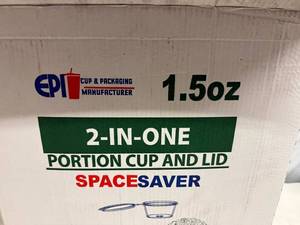 EPI CUP & PACKAGING
MANUFACTURER
1.5oz
2-IN-ONE
PORTION CUP AND LID
SPACESAVER